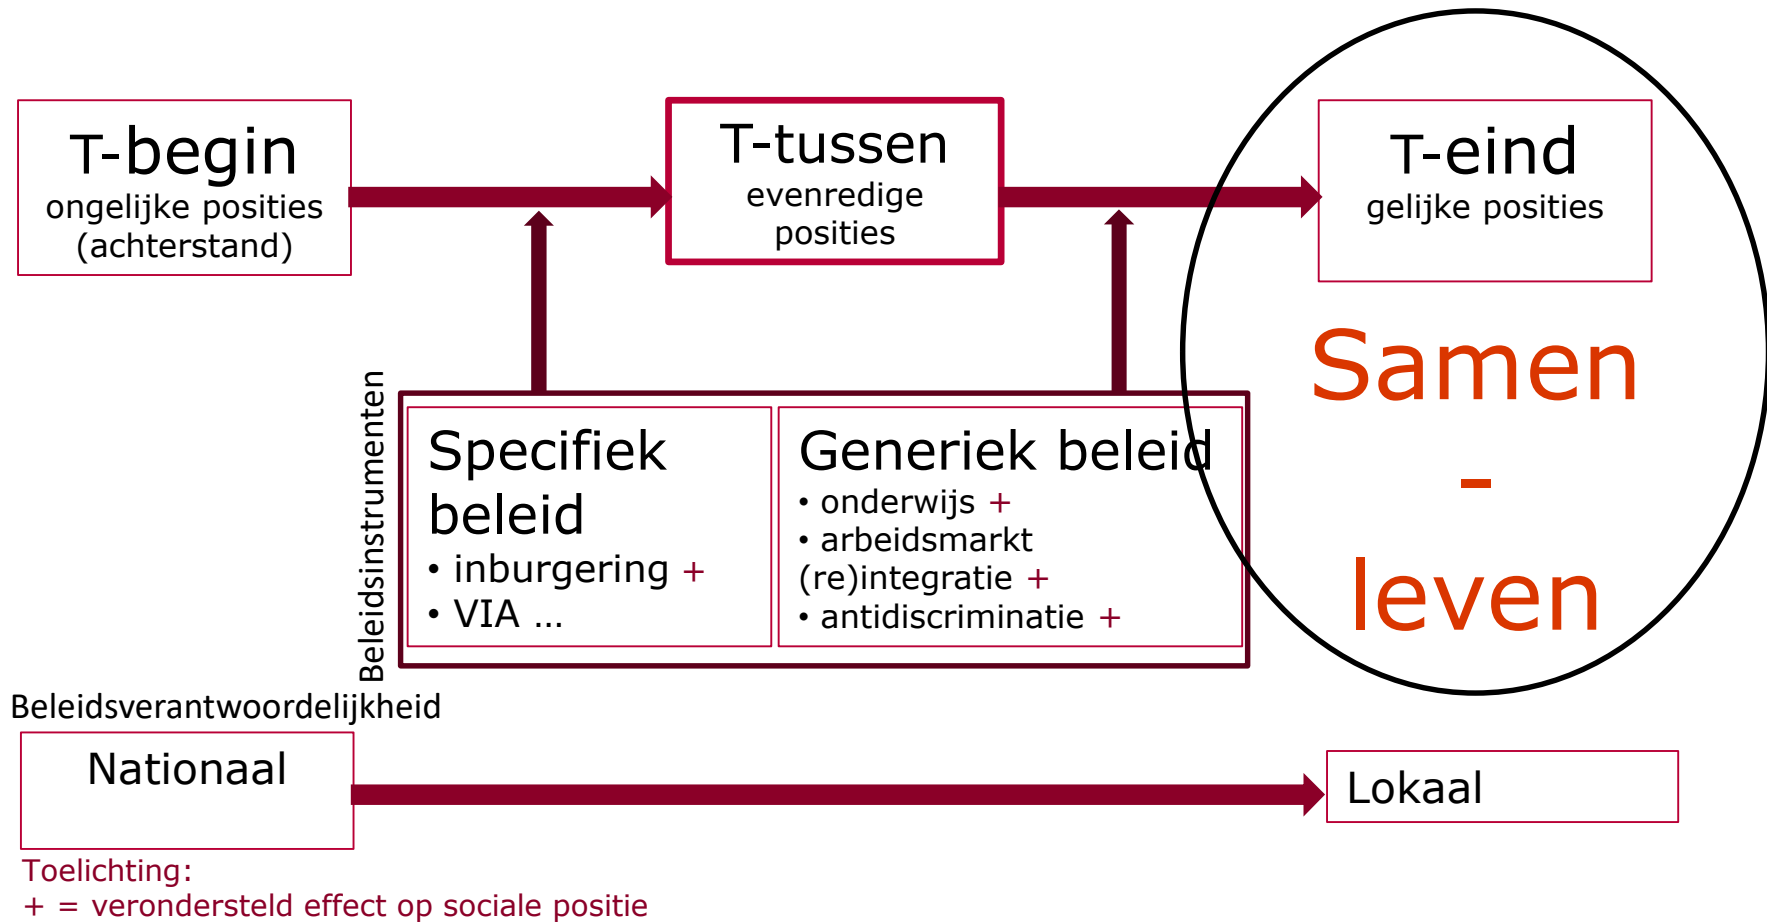 T-begin
ongelijke posities
(achterstand)
T-tussen
evenredige
posities
T-eind
gelijke posities
Samen
-
leven
Beleidsinstrumenten
Specifiek
beleid
• inburgering +
• VIA ...
Generiek beleid
• onderwijs +
• arbeidsmarkt
(re)integratie +
• antidiscriminatie +
Beleidsverantwoordelijkheid
Nationaal
Lokaal
Toelichting:
+ = verondersteld effect op sociale positie